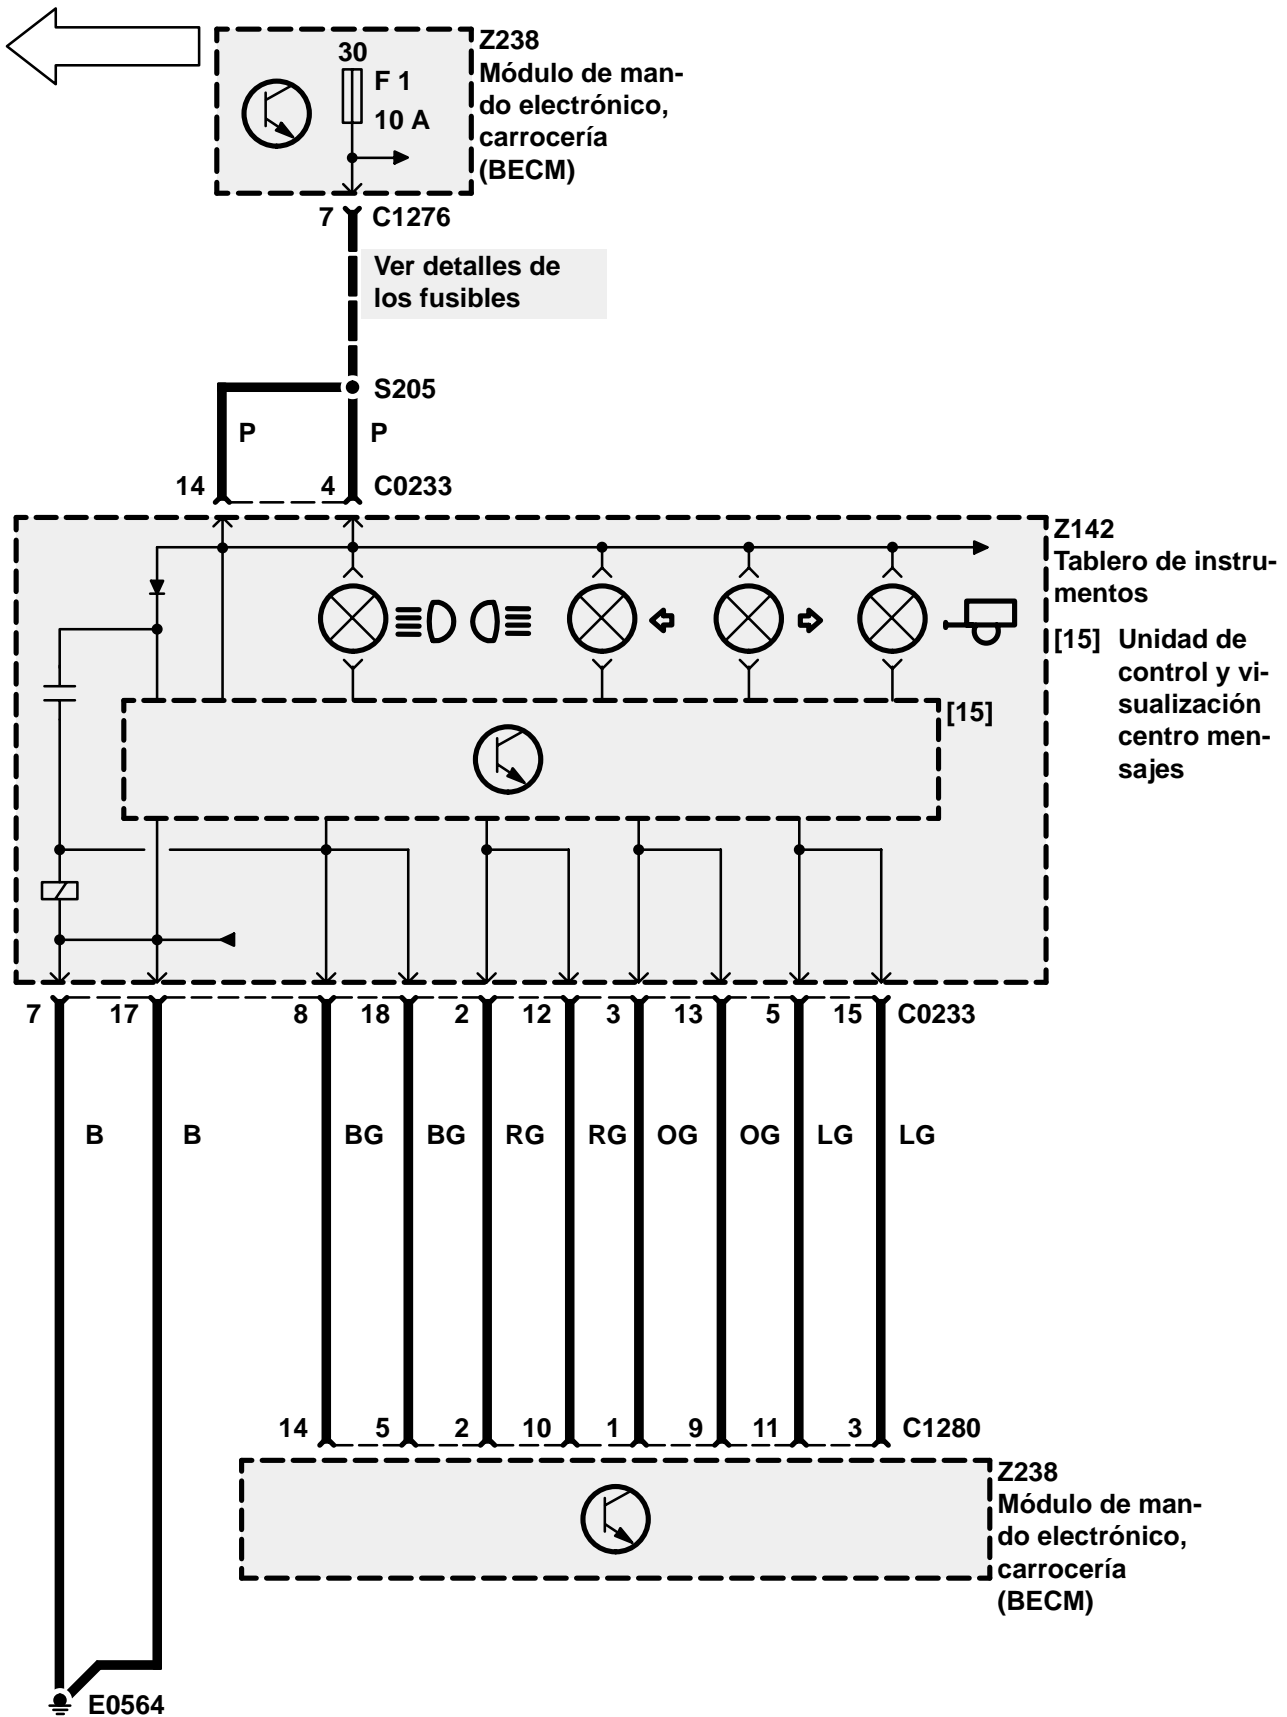 30
F 1
10 A
Z238
Módulo de man-
do electrónico,
carrocería
(BECM)
7
C1276
Ver detalles de
los fusibles
S205
P
P
14
4
C0233
Z142
Tablero de instru-
mentos
[15] Unidad de
control y vi-
sualización
centro men-
sajes
[15]
7
17
8
18
2
12
3
13
5
15
C0233
B
B
BG
BG
RG
RG
OG
OG
LG
LG
14
5
2
10
1
9
11
3
C1280
Z238
Módulo de man-
do electrónico,
carrocería
(BECM)
E0564